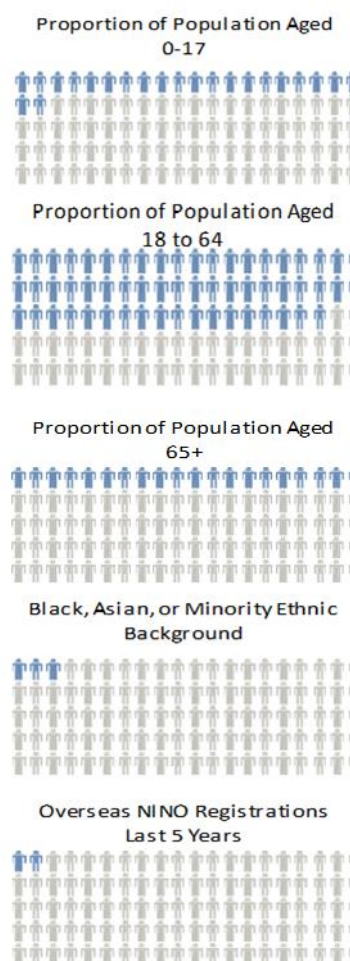 Proportion of Population Aged
0-17
Proportion of Population Aged
18 to 64
Proportion of Population Aged
65+
Black, Asian, or Minority Ethnic
Background
Overseas NINO Registrations
Last 5 Years